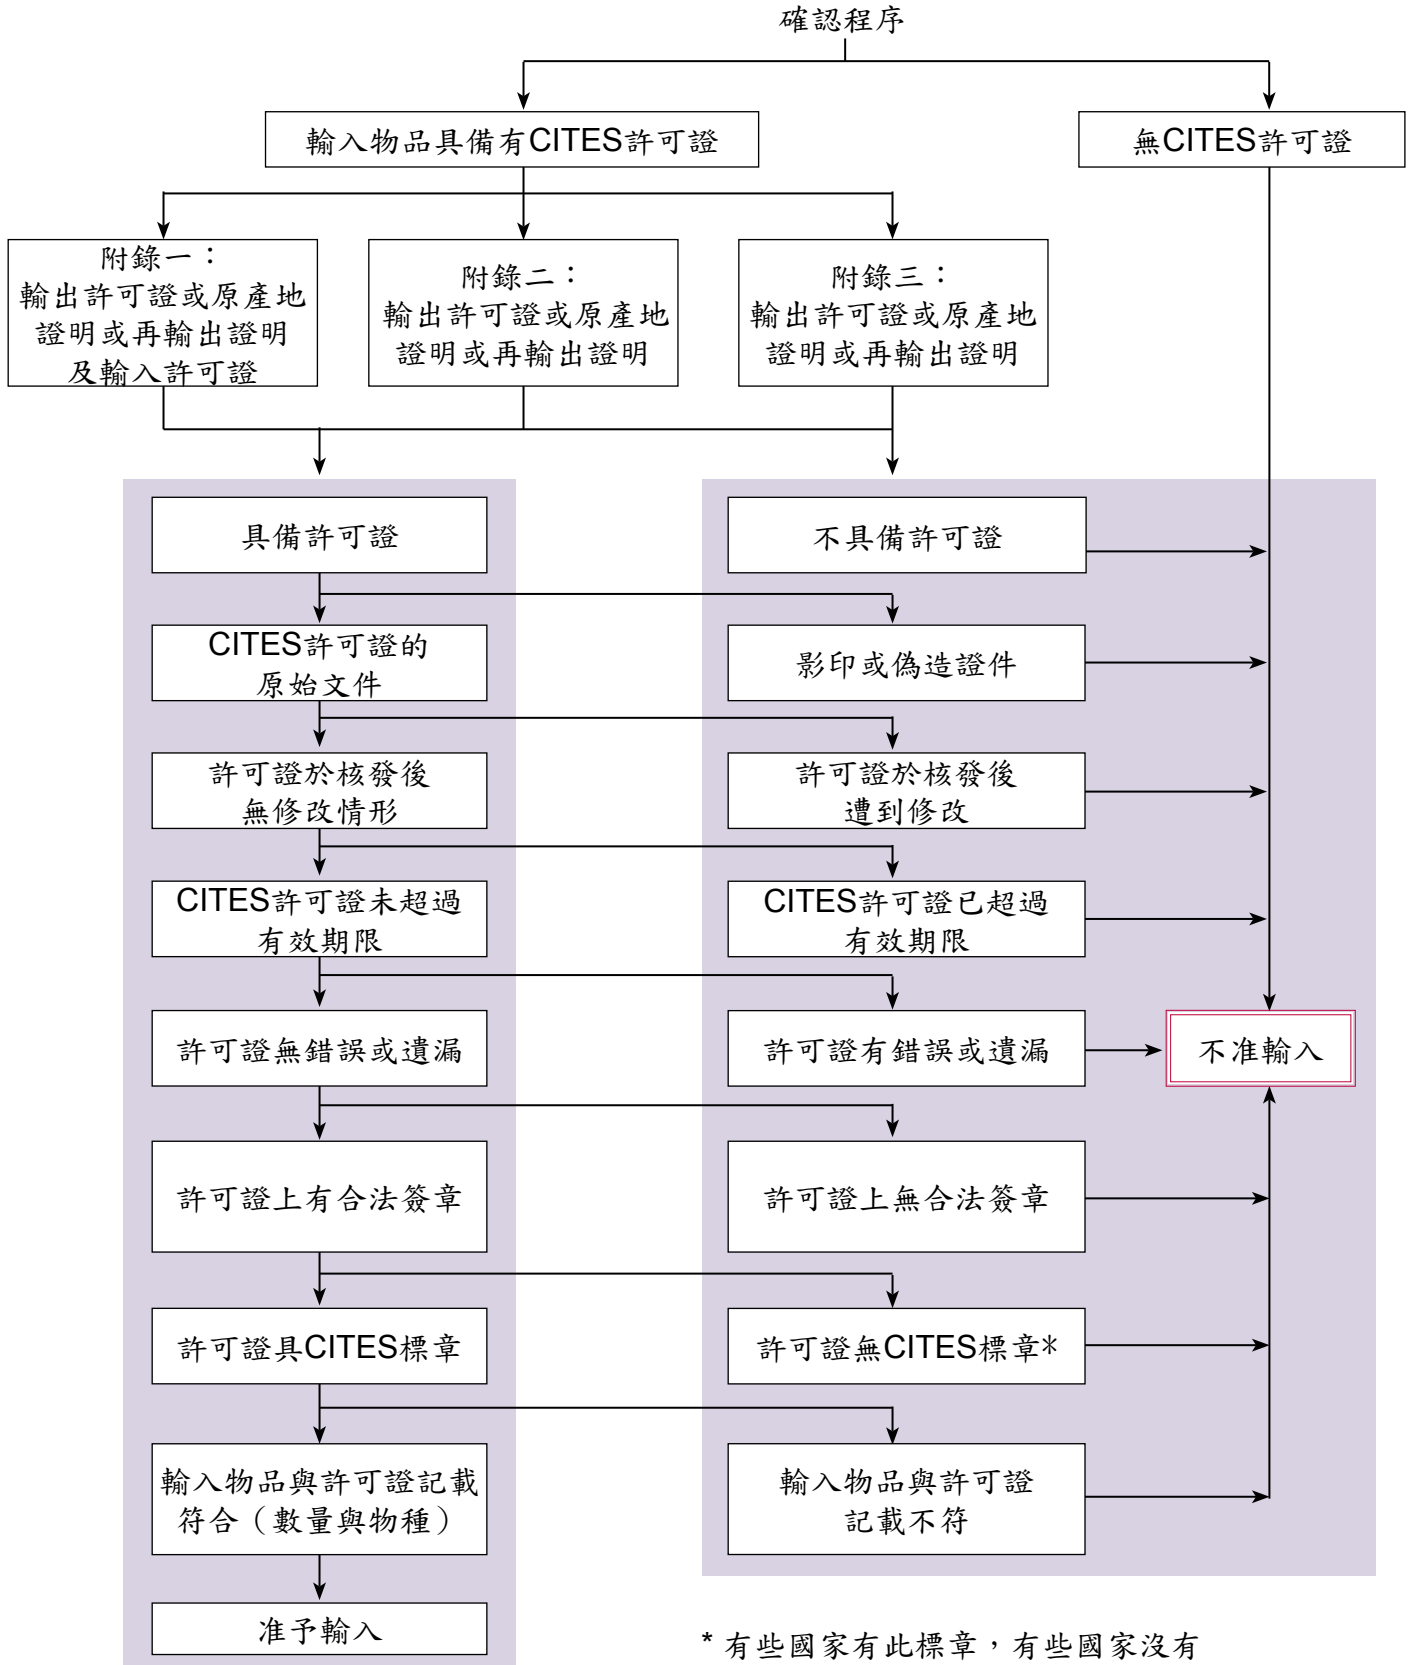 確認程序
輸入物品具備有CITES許可證
無CITES許可證
附錄一：
輸出許可證或原產地
證明或再輸出證明
及輸入許可證
附錄二：
輸出許可證或原產地
證明或再輸出證明
附錄三：
輸出許可證或原產地
證明或再輸出證明
具備許可證
不具備許可證
CITES許可證的
原始文件
影印或偽造證件
許可證於核發後
無修改情形
許可證於核發後
遭到修改
CITES許可證未超過
有效期限
CITES許可證已超過
有效期限
許可證無錯誤或遺漏
許可證有錯誤或遺漏
不准輸入
許可證上有合法簽章
許可證上無合法簽章
許可證具CITES標章
許可證無CITES標章*
輸入物品與許可證記載
符合（數量與物種）
輸入物品與許可證
記載不符
准予輸入
* 有些國家有此標章，有些國家沒有